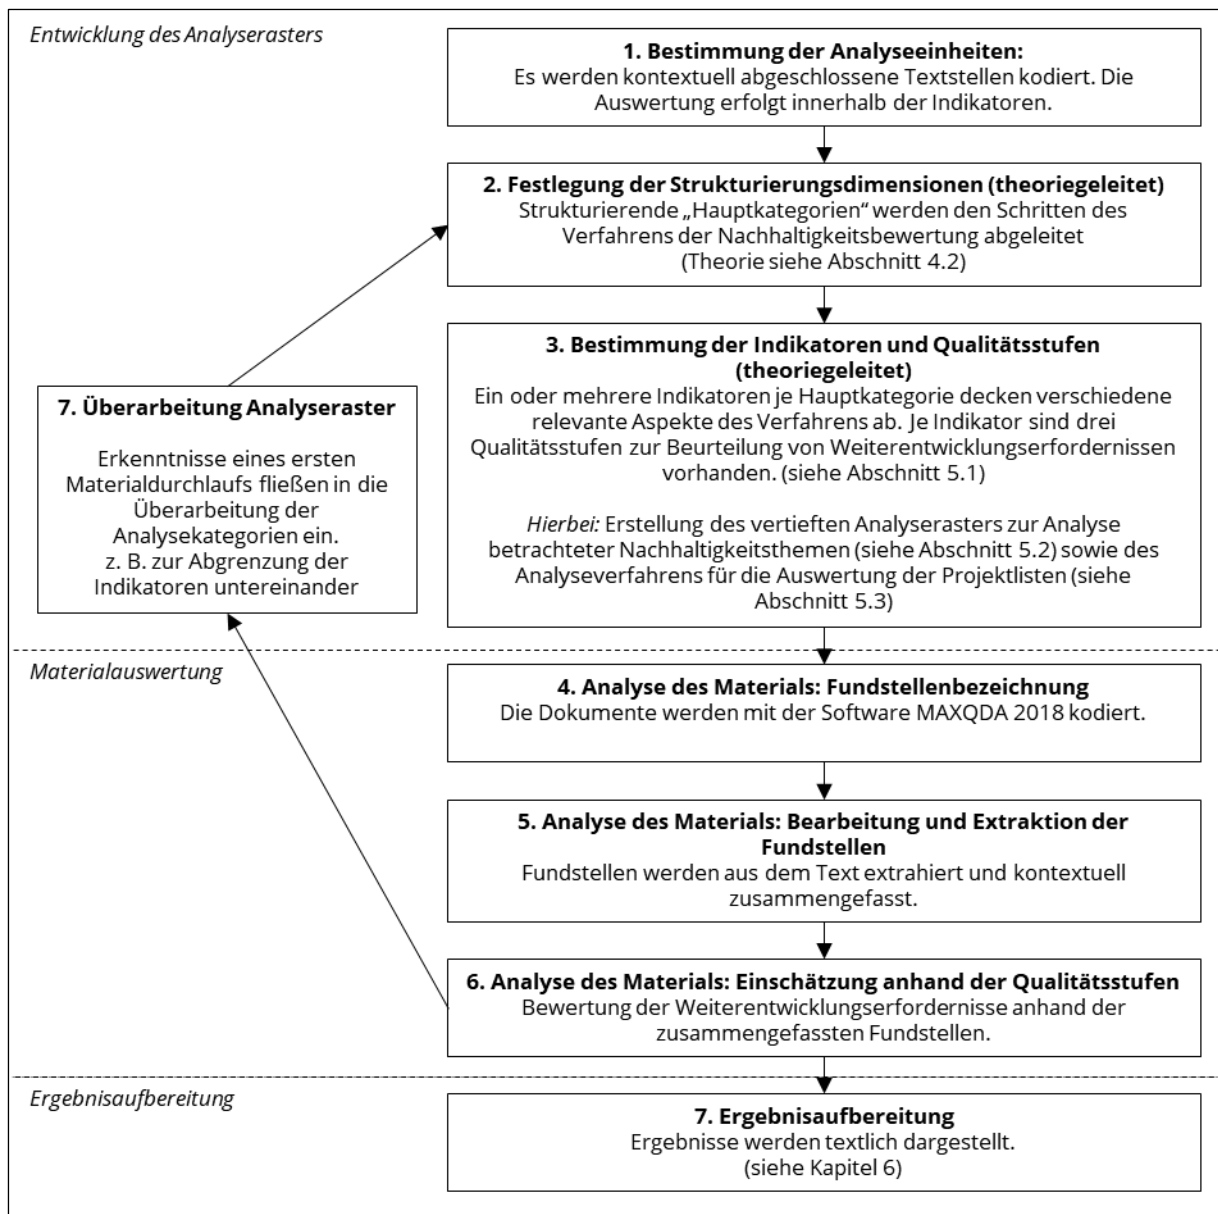 Entwicklung des Analyserasters
1. Bestimmung der Analyseeinheiten:
Es werden kontextuell abgeschlossene Textstellen kodiert. Die
Auswertung erfolgt innerhalb der Indikatoren.
2. Festlegung der Strukturierungsdimensionen (theoriegeleitet)
Strukturierende „Hauptkategorien“ werden den Schritten des
Verfahrens der Nachhaltigkeitsbewertung abgeleitet
(Theorie siehe Abschnitt 4.2)
3. Bestimmung der Indikatoren und Qualitätsstufen
(theoriegeleitet)
Ein oder mehrere Indikatoren je Hauptkategorie decken verschiedene
relevante Aspekte des Verfahrens ab. Je Indikator sind drei
Qualitätsstufen zur Beurteilung von Weiterentwicklungserfordernissen
vorhanden. (siehe Abschnitt 5.1)
Hierbei: Erstellung des vertieften Analyserasters zur Analyse
betrachteter Nachhaltigkeitsthemen (siehe Abschnitt 5.2) sowie des
Analyseverfahrens für die Auswertung der Projektlisten (siehe
Abschnitt 5.3)
7. Überarbeitung Analyseraster
Erkenntnisse eines ersten
Materialdurchlaufs fließen in die
Überarbeitung der
Analysekategorien ein.
z. B. zur Abgrenzung der
Indikatoren untereinander
Materialauswertung
4. Analyse des Materials: Fundstellenbezeichnung
Die Dokumente werden mit der Software MAXQDA 2018 kodiert.
5. Analyse des Materials: Bearbeitung und Extraktion der
Fundstellen
Fundstellen werden aus dem Text extrahiert und kontextuell
zusammengefasst.
6. Analyse des Materials: Einschätzung anhand der Qualitätsstufen
Bewertung der Weiterentwicklungserfordernisse anhand der
zusammengefassten Fundstellen.
Ergebnisaufbereitung
7. Ergebnisaufbereitung
Ergebnisse werden textlich dargestellt.
(siehe Kapitel 6)